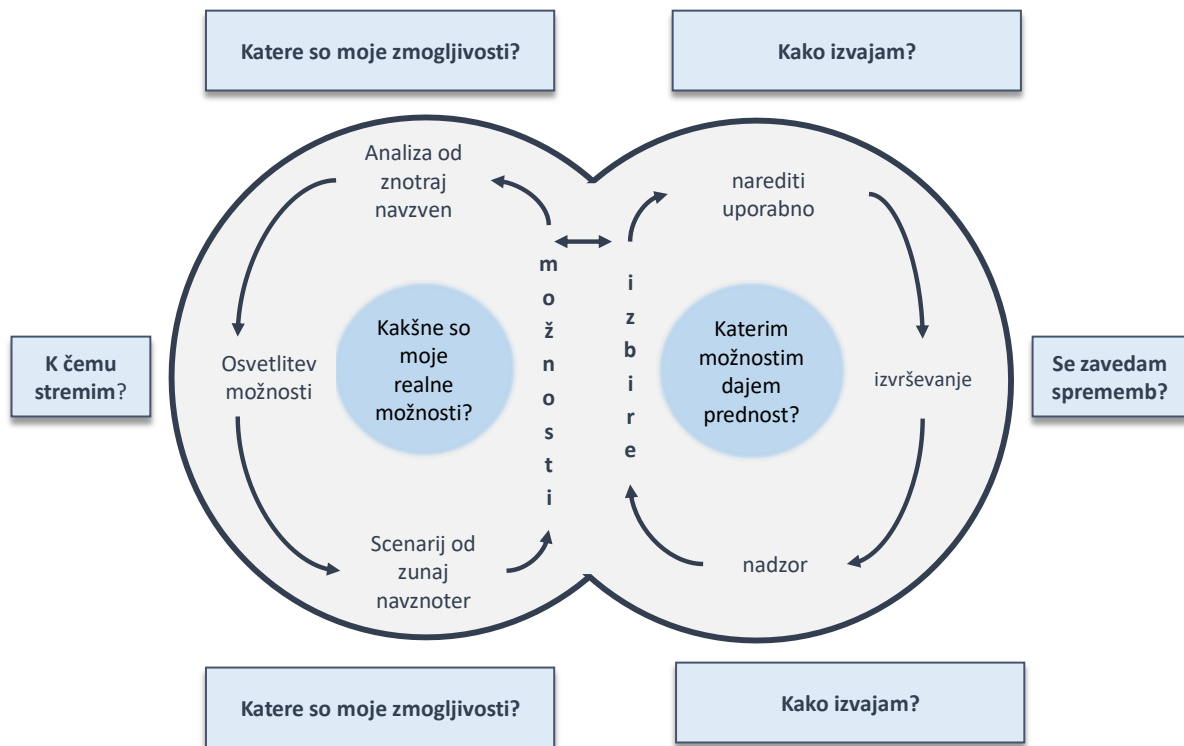 Katere so moje zmogljivosti?
Kako izvajam?
Analiza od
znotraj
navzven
narediti
uporabno
možnosti
izbire
K čemu
stremim?
Osvetlitev
možnosti
Kakšne so
moje
realne
možnosti?
Katerim
možnostim
dajem
prednost?
izvrševanje
Se zavedam
sprememb?
Scenarij od
zunaj
navznoter
nadzor
Katere so moje zmogljivosti?
Kako izvajam?